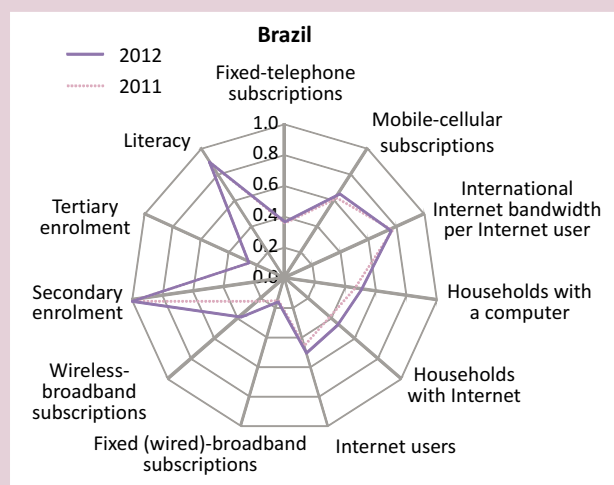 Brazil
2012
2011
Fixed-telephone
subscriptions
Mobile-cellular
subscriptions
International
Internet bandwidth
per Internet user
Households with
a computer
Households
with Internet
Internet users
Fixed (wired)-broadband
subscriptions
Wireless-
broadband
subscriptions
Secondary
enrolment
Tertiary
enrolment
Literacy
1.0
0.8
0.6
0.4
0.2
0.0